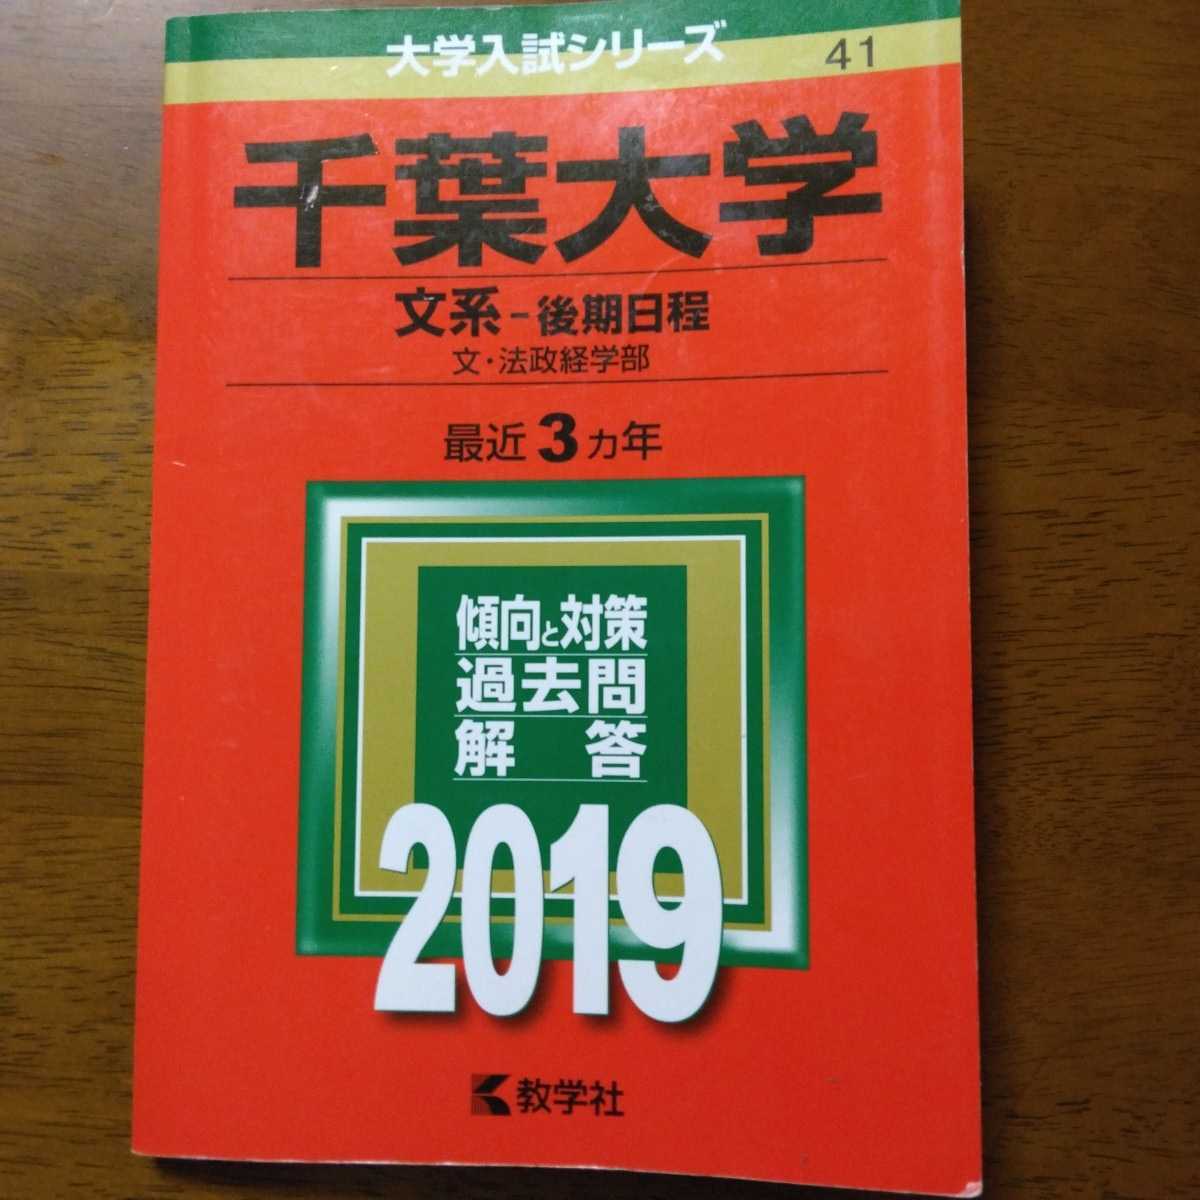 大学入試シリーズ 41
千葉大学
文系-後期日程
文・法政経学部
最近3カ年
傾向と対策
過去問
解答
2019
教学社